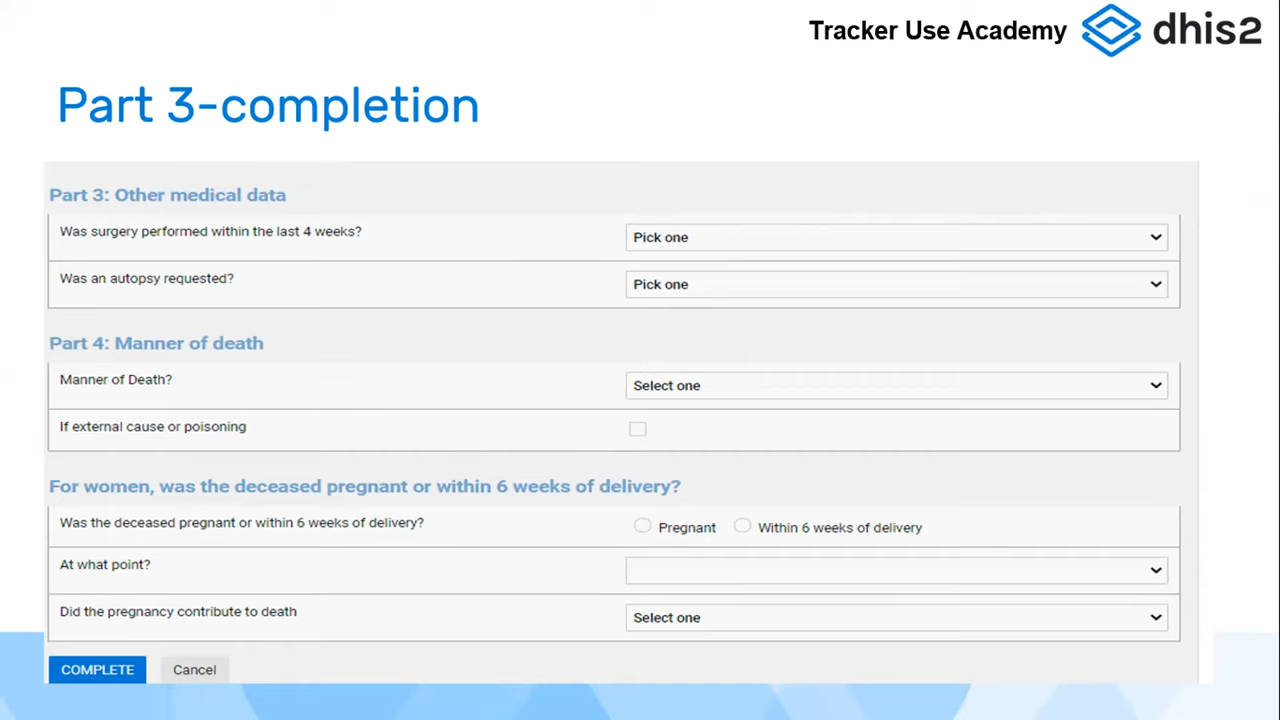 Tracker Use Academy dhis2
Part 3-completion
Part 3: Other medical data
Was surgery performed within the last 4 weeks? Pick one
Was an autopsy requested? Pick one
Part 4: Manner of death
Manner of Death? Select one
If external cause or poisoning
For women, was the deceased pregnant or within 6 weeks of delivery?
Was the deceased pregnant or within 6 weeks of delivery? Pregnant Within 6 weeks of delivery
At what point?
Did the pregnancy contribute to death Select one
COMPLETE Cancel